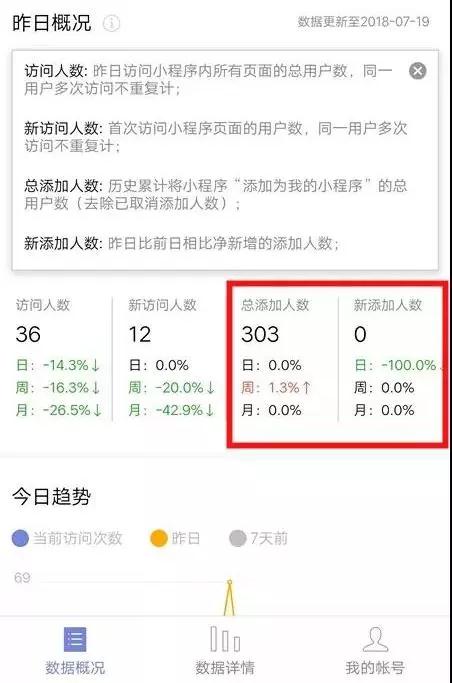 昨日概况
数据更新至2018-07-19
访问人数: 昨日访问小程序内所有页面的总用户数，同一
用户多次访问不重复计；
新访问人数: 首次访问小程序页面的用户数，同一用户多次
访问不重复计；
总添加人数: 历史累计将小程序“添加为我的小程序”的总
用户数（去除已取消添加人数）；
新添加人数: 昨日比前日相比净新增的添加人数；
访问人数 新访问人数 总添加人数 新添加人数
36 12 303 0
日: -14.3%↓ 日: 0.0% 日: 0.0% 日: -100.0%↓
周: -16.3%↓ 周: -20.0%↓ 周: 1.3%↑ 周: 0.0%
月: -26.5%↓ 月: -42.9%↓ 月: 0.0% 月: 0.0%
今日趋势
当前访问次数 昨日 7天前
69
数据概况 数据详情 我的帐号